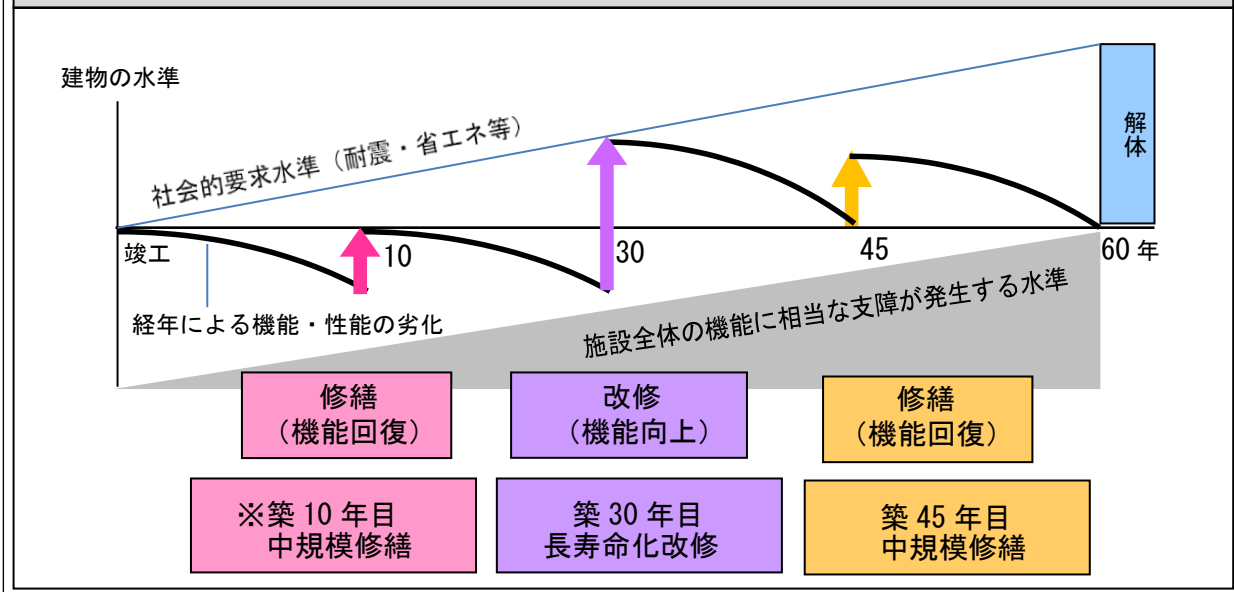 建物の水準
社会的要求水準（耐震・省エネ等）
解体
竣工
10
30
45
60 年
経年による機能・性能の劣化
施設全体の機能に相当な支障が発生する水準
修繕
（機能回復）
改修
（機能向上）
修繕
（機能回復）
※築 10 年目
中規模修繕
築 30 年目
長寿命化改修
築 45 年目
中規模修繕